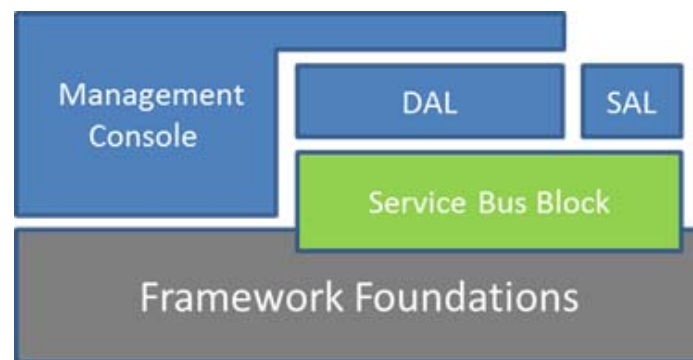 Management
Console
DAL
SAL
Service Bus Block
Framework Foundations